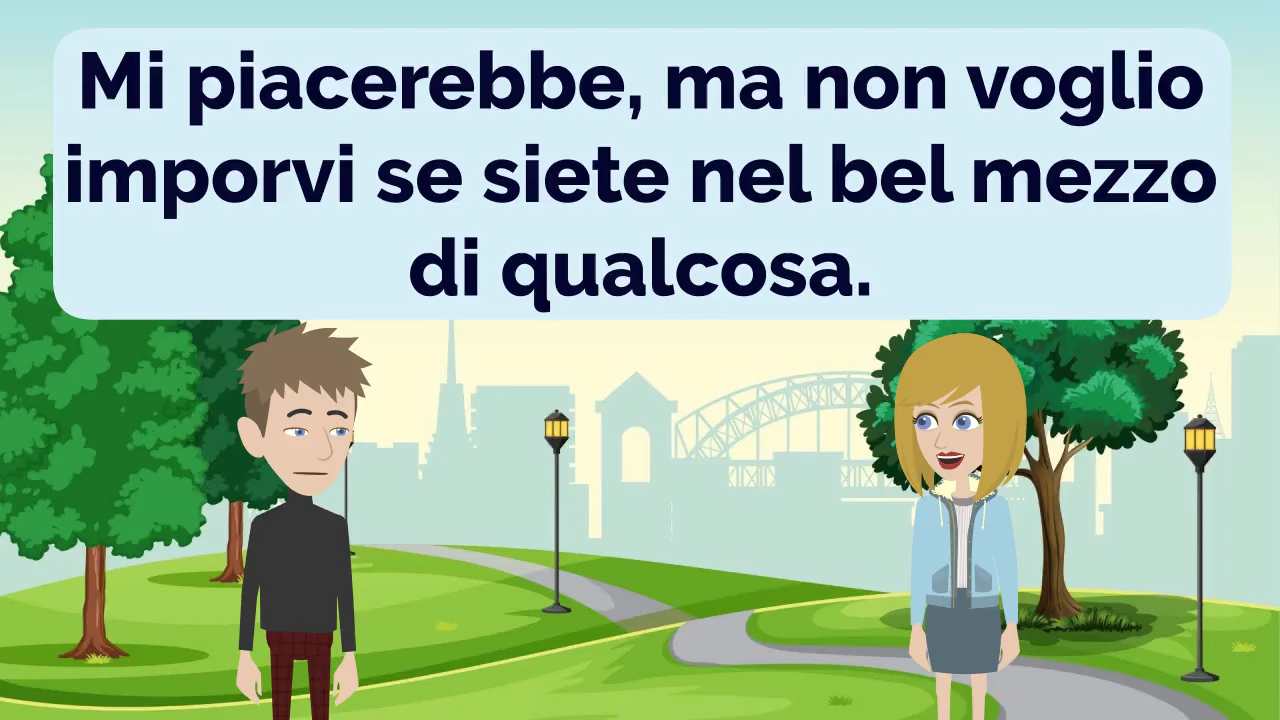 Mi piacerebbe, ma non voglio
imporvi se siete nel bel mezzo
di qualcosa.